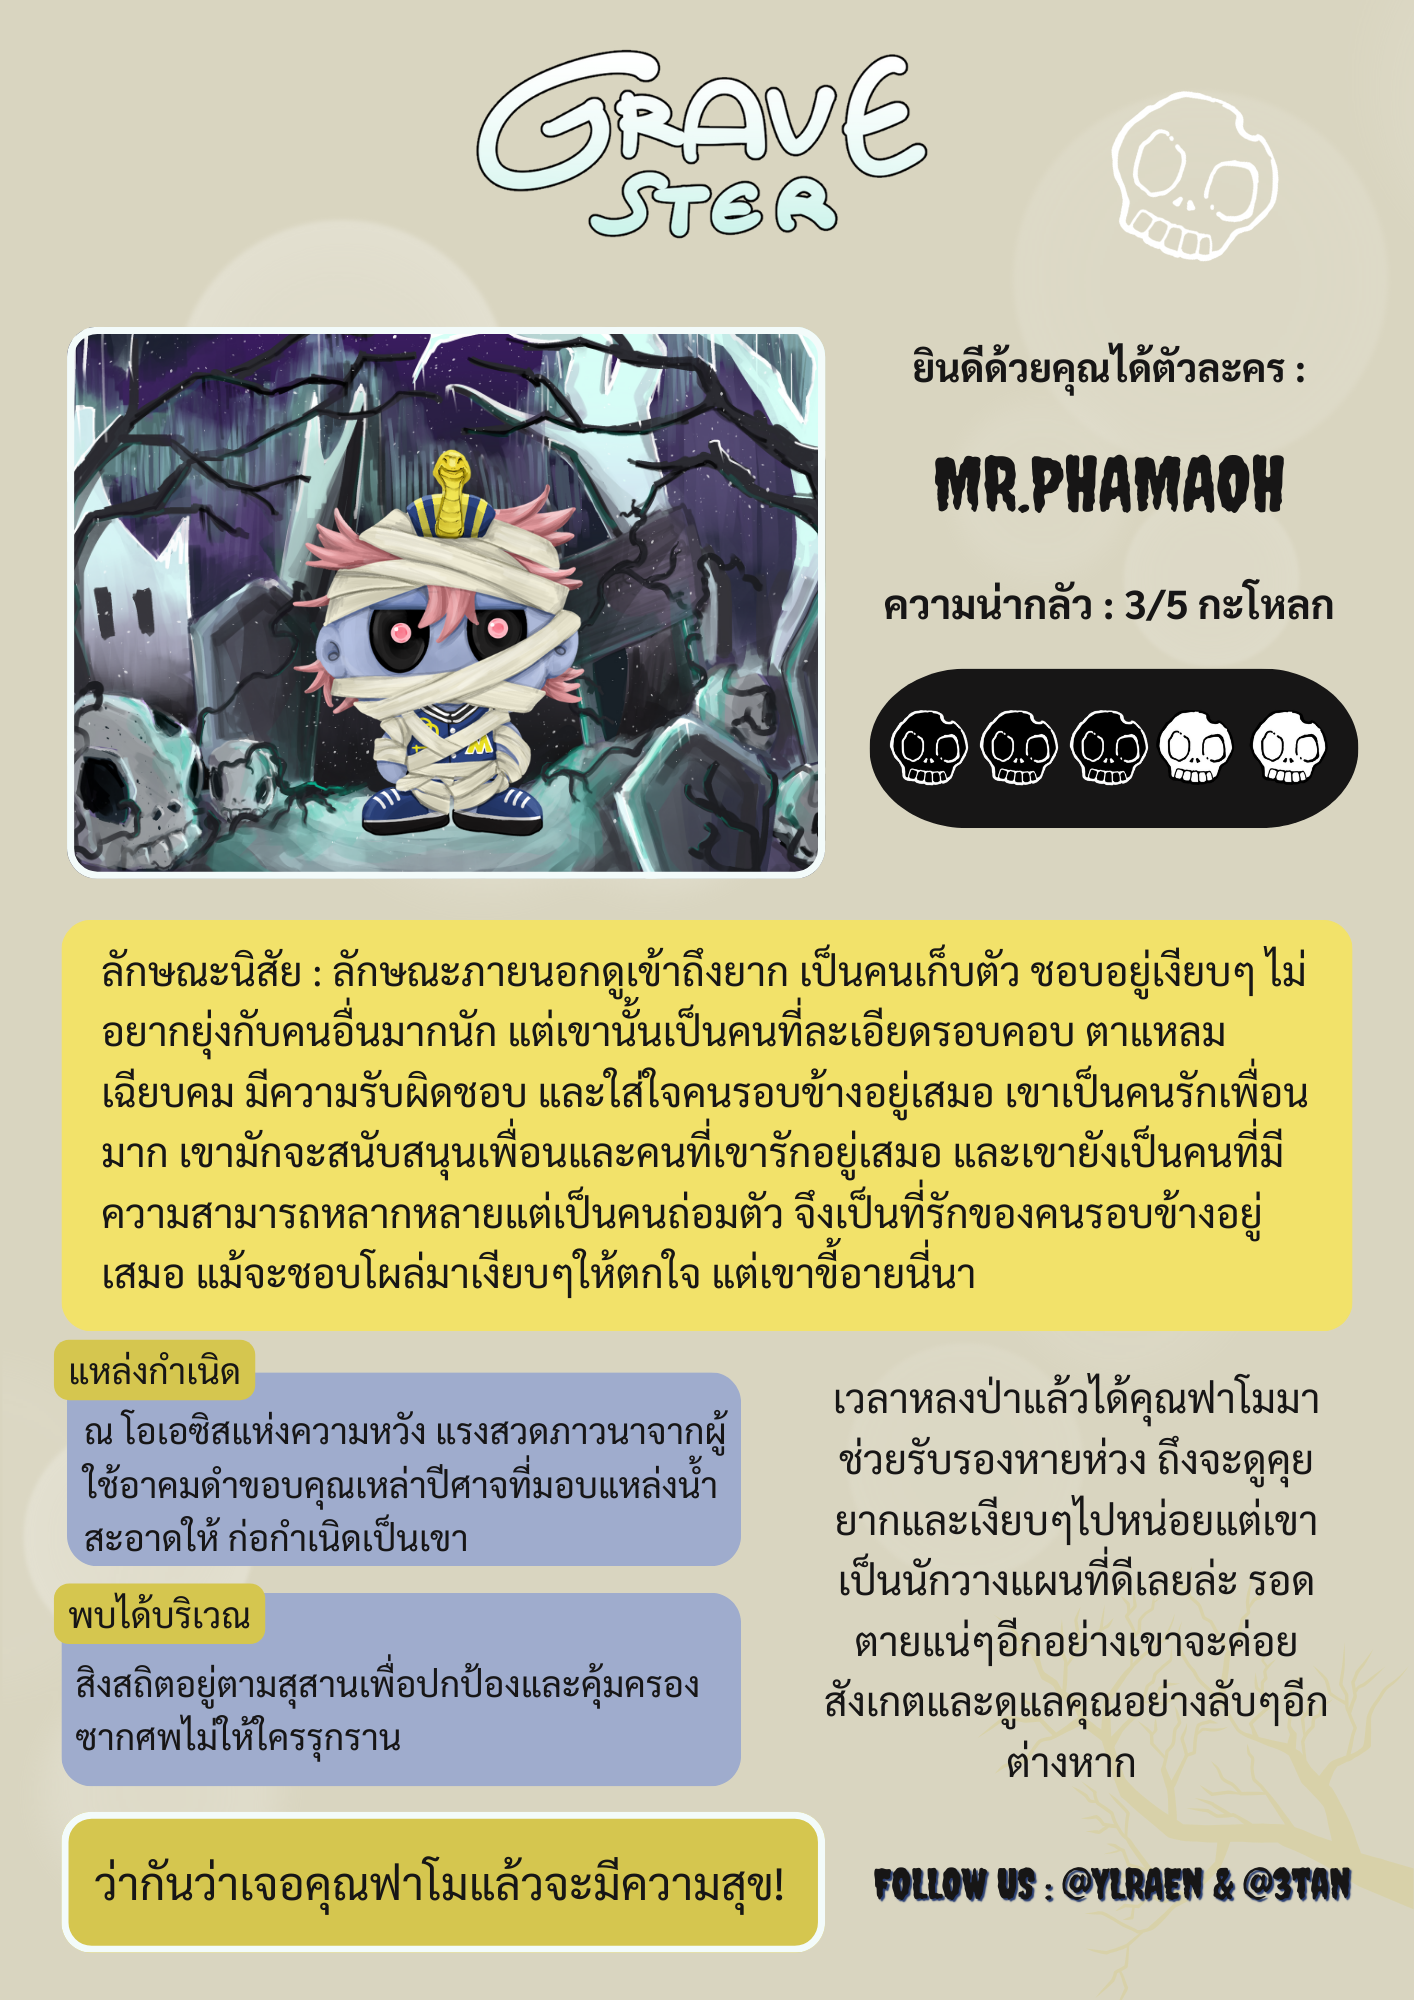 GRAVE
STER
ยินดีด้วยคุณได้ตัวละคร :
MR.PHAMAOH
ความน่ากลัว : 3/5 กะโหลก
M
ลักษณะนิสัย : ลักษณะภายนอกดูเข้าถึงยาก เป็นคนเก็บตัว ชอบอยู่เงียบๆ ไม่
อยากยุ่งกับคนอื่นมากนัก แต่เขานั้นเป็นคนที่ละเอียดรอบคอบ ตาแหลม
เฉียบคม มีความรับผิดชอบ และใส่ใจคนรอบข้างอยู่เสมอ เขาเป็นคนรักเพื่อน
มาก เขามักจะสนับสนุนเพื่อนและคนที่เขารักอยู่เสมอ และเขายังเป็นคนที่มี
ความสามารถหลากหลายแต่เป็นคนถ่อมตัว จึงเป็นที่รักของคนรอบข้างอยู่
เสมอ แม้จะชอบโผล่มาเงียบๆให้ตกใจ แต่เขาขี้อายนี่นา
แหล่งกำเนิด
ณ โอเอซิสแห่งความหวัง แรงสวดภาวนาจากผู้
ใช้อาคมดำขอบคุณเหล่าปีศาจที่มอบแหล่งน้ำ
สะอาดให้ ก่อกำเนิดเป็นเขา
พบได้บริเวณ
สิงสถิตอยู่ตามสุสานเพื่อปกป้องและคุ้มครอง
ซากศพไม่ให้ใครรุกราน
เวลาหลงป่าแล้วได้คุณฟาโมมา
ช่วยรับรองหายห่วง ถึงจะดูคุย
ยากและเงียบๆไปหน่อยแต่เขา
เป็นนักวางแผนที่ดีเลยล่ะ รอด
ตายแน่ๆอีกอย่างเขาจะค่อย
สังเกตและดูแลคุณอย่างลับๆอีก
ต่างหาก
ว่ากันว่าเจอคุณฟาโมแล้วจะมีความสุข!
FOLLOW US : @YLRAEN & @3TAN